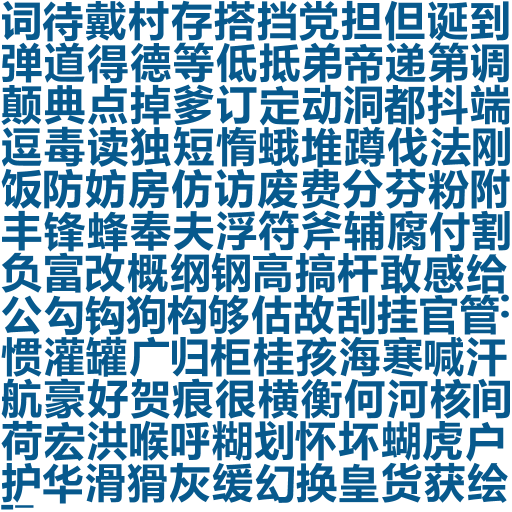 词待戴村存搭挡党担但诞到
弹道得德等低抵弟帝递第调
颠典点掉爹订定动洞都抖端
逗毒读独短惰蛾堆蹲伐法刚
饭防妨房仿访废费分芬粉附
丰锋蜂奉夫浮符斧辅腐付割
负富改概纲钢高搞杆敢感给
公勾钩狗构够估故刮挂官管
惯灌罐广归柜桂孩海寒喊汗
航豪好贺痕很横衡何河核间
荷宏洪喉呼糊划怀坏蝴虎户
护华滑猾灰缓幻换皇货获绘